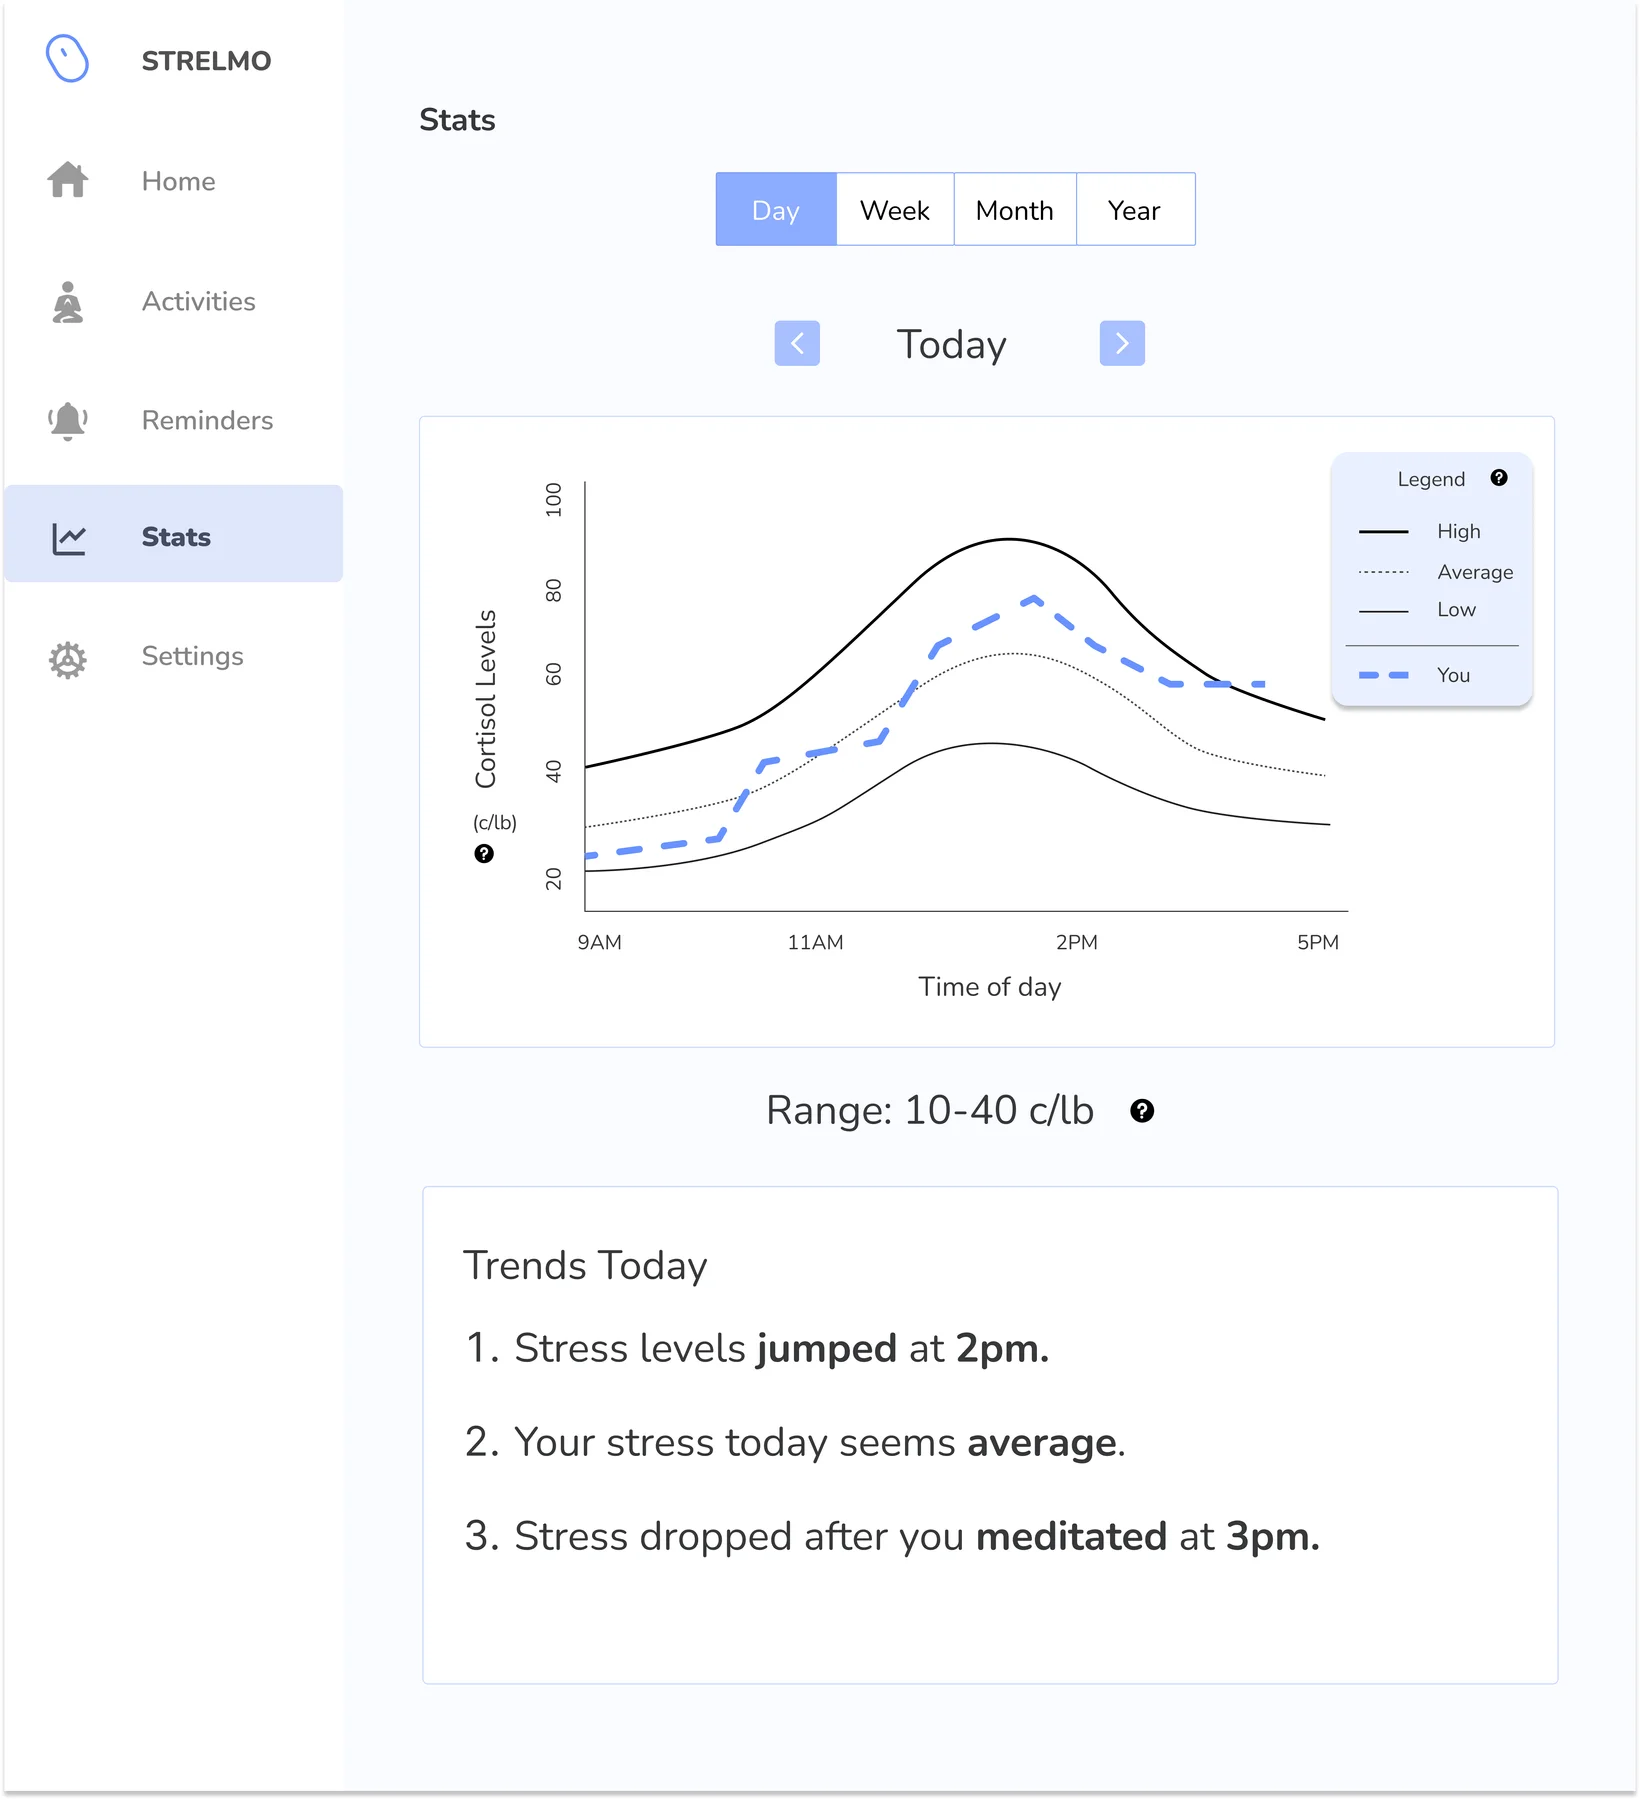 STRELMO
Home
Activities
Reminders
Stats
Settings
Stats
Day Week Month Year
Today
Legend ?
High
Average
Low
You
100
80
60
40
20
Cortisol Levels
(c/lb)
?
9AM 11AM 2PM 5PM
Time of day
Range: 10-40 c/lb ?
Trends Today
1. Stress levels jumped at 2pm.
2. Your stress today seems average.
3. Stress dropped after you meditated at 3pm.